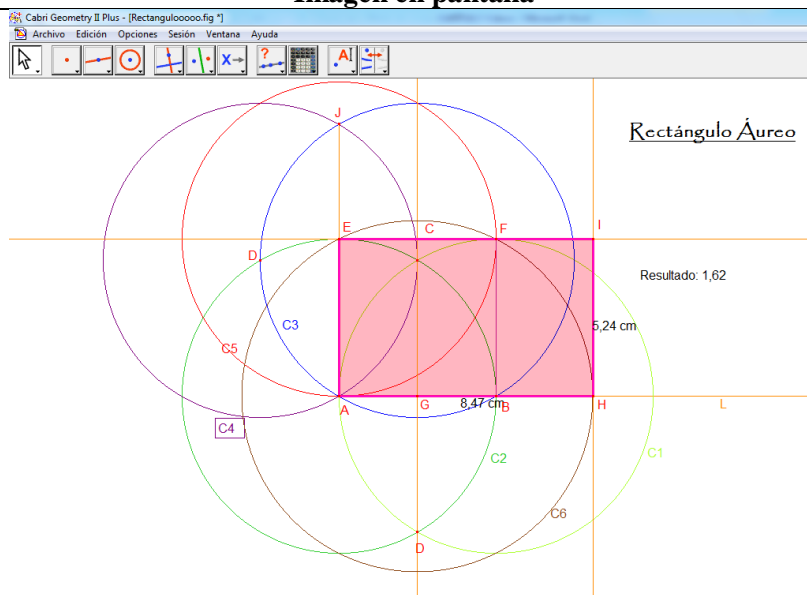 Imagen en pantalla
Cabri Geometry II Plus - [Rectangulooooo.fig *]
Archivo Edición Opciones Sesión Ventana Ayuda
X→ ? A
Rectángulo Áureo
J
E C F I
D
Resultado: 1,62
C3
5,24 cm
C5
A G 8,47 cm B H L
C4
C2
C1
C6
D